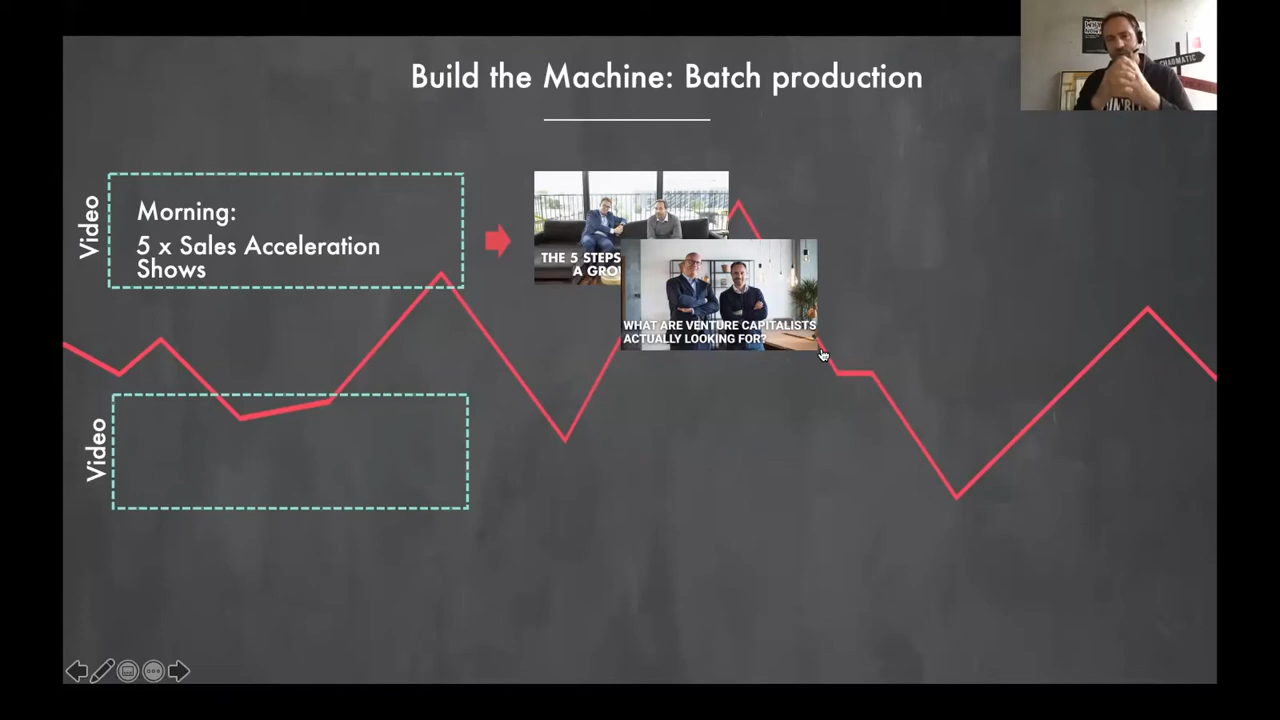 Build the Machine: Batch production
Video
Morning:
5 x Sales Acceleration
Shows
THE 5 STEPS
WHAT ARE VENTURE CAPITALISTS
ACTUALLY LOOKING FOR?
Video